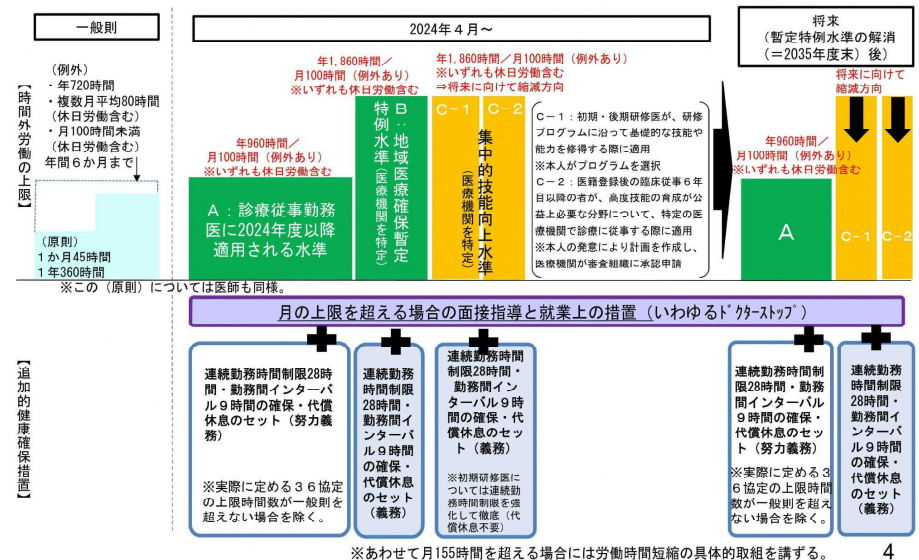 一般則
2024年4月～
将来
(暫定特例水準の解消
(=2035年度末)後)
【時間外労働の上限】
(例外)
・年720時間
・複数月平均80時間
(休日労働含む)
・月100時間未満
(休日労働含む)
年間6か月まで
(原則)
1か月45時間
1年360時間
※この(原則)については医師も同様。
年960時間/
月100時間(例外あり)
※いずれも休日労働含む
A:診療従事勤務
医に2024年度以降
適用される水準
年1,860時間/
月100時間(例外あり)
※いずれも休日労働含む
B:地域医療確保暫定
特例水準(医療機関を特定)
年1,860時間/月100時間(例外あり)
※いずれも休日労働含む
⇒将来に向けて縮減方向
C-1
C-2
集中的技能向上水準
(医療機関を特定)
C-1:初期・後期研修医が、研修
プログラムに沿って基礎的な技能や
能力を修得する際に適用
※本人がプログラムを選択
C-2:医籍登録後の臨床従事6年
目以降の者が、高度技能の育成が公
益上必要な分野について、特定の医
療機関で診療に従事する際に適用
※本人の発意により計画を作成し、
医療機関が審査組織に承認申請
年960時間/
月100時間(例外あり)
※いずれも休日労働含む
A
将来に向けて
縮減方向
C-1
C-2
月の上限を超える場合の面接指導と就業上の措置(いわゆるドクターストップ)
【追加的健康確保措置】
連続勤務時間制限28時
間・勤務間インターバ
ル9時間の確保・代償
休息のセット(努力義
務)
※実際に定める36協定
の上限時間数が一般則を
超えない場合を除く。
連続勤務時
間制限28時
間・勤務間イ
ンターバル9
時間の確保・代
償休息のセット
(義務)
連続勤務時間
制限28時間・
勤務間イン
ターバル9時
間の確保・代
償休息のセッ
ト(義務)
※初期研修医に
ついては連続勤
務時間制限を強
化して徹底(代
償休息不要)
連続勤務時間制
限28時間・勤務
間インターバル
9時間の確保・
代償休息のセッ
ト(努力義務)
※実際に定める3
6協定の上限時間
数が一般則を超え
ない場合を除く。
連続勤務時
間制限28時
間・勤務間イ
ンターバル9
時間の確保・代
償休息のセット
(義務)
※あわせて月155時間を超える場合には労働時間短縮の具体的取組を講ずる。
4